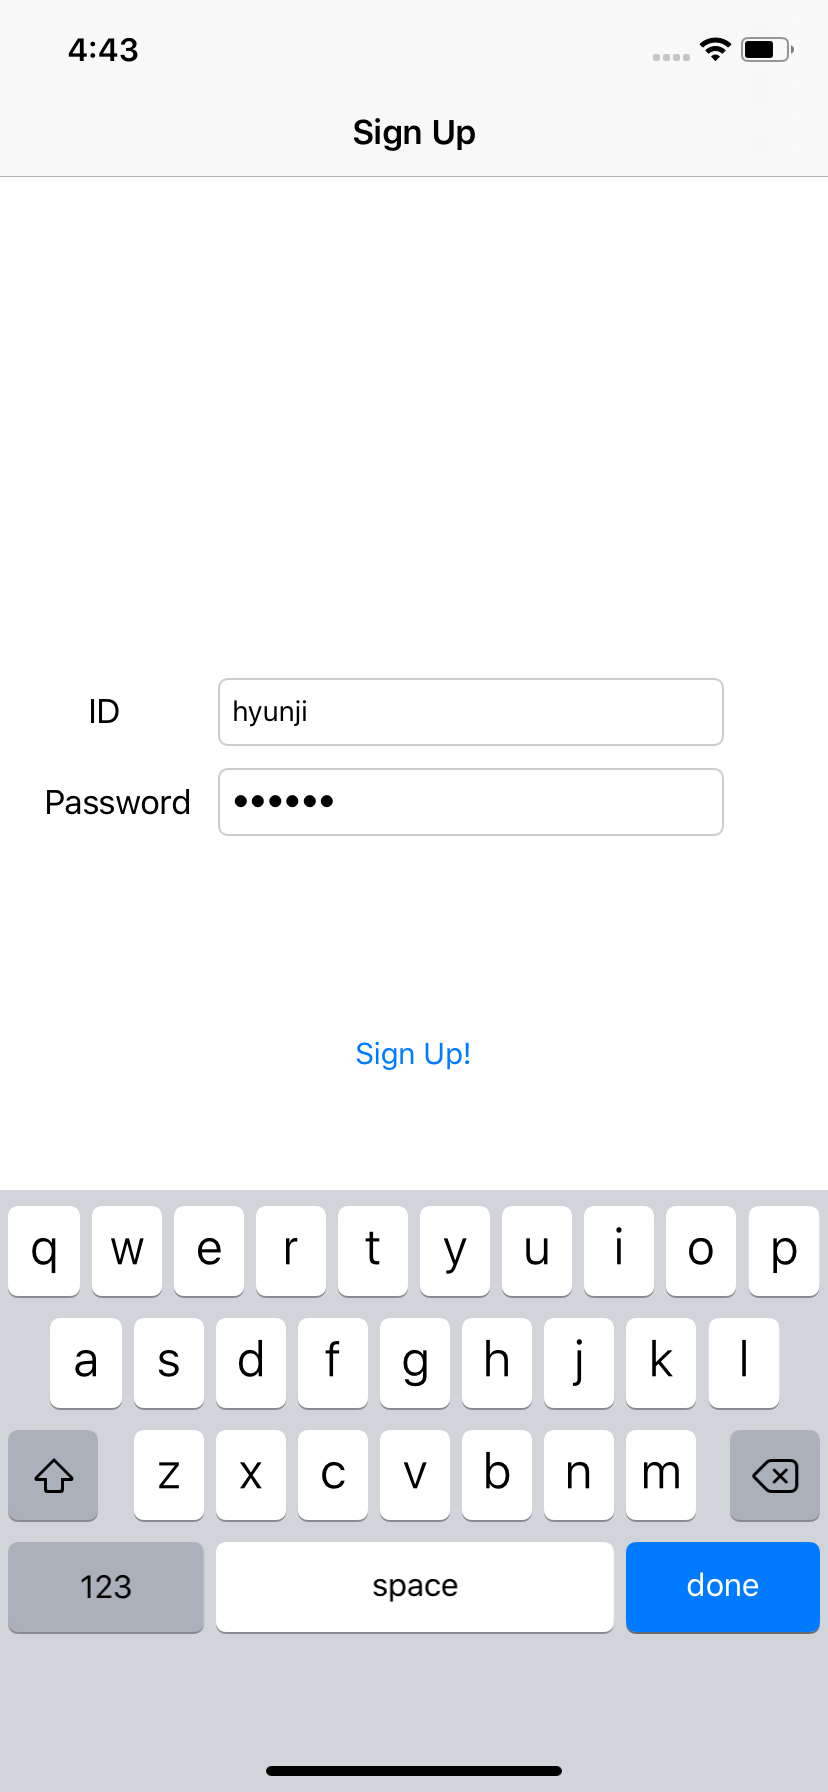 4:43
Sign Up
ID hyunji
Password ••••••
Sign Up!
q w e r t y u i o p
a s d f g h j k l
z x c v b n m
123 space done